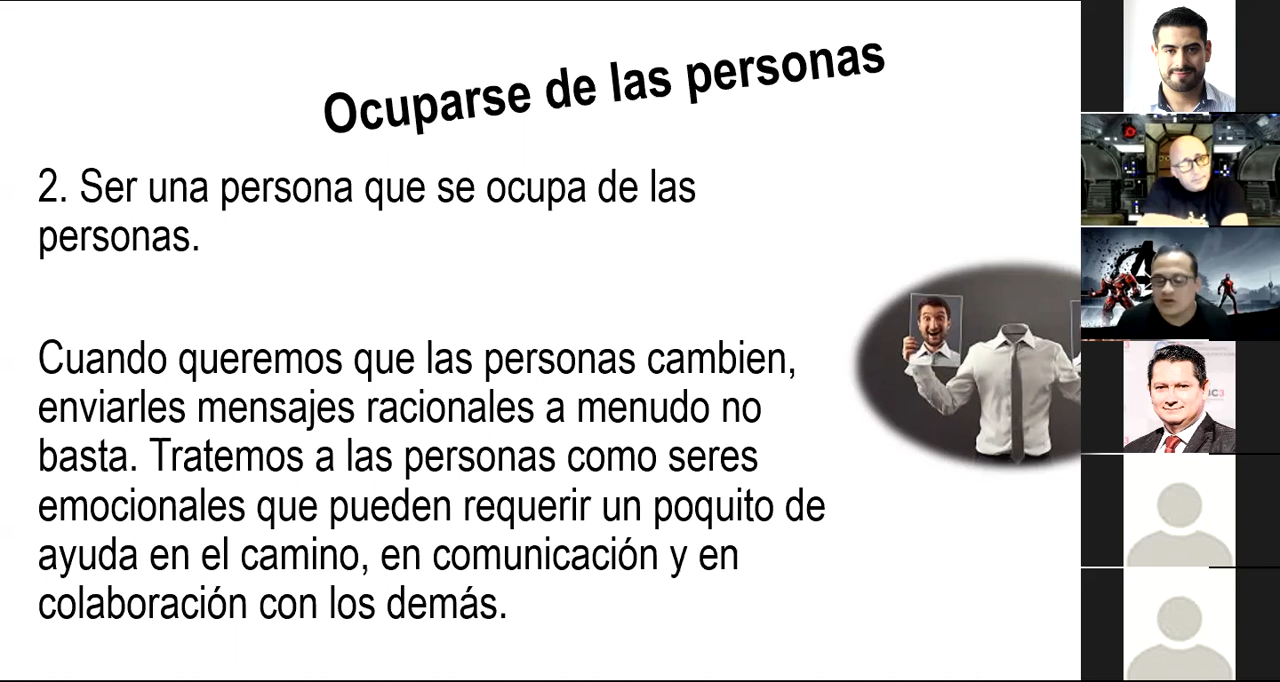 Ocuparse de las personas
2. Ser una persona que se ocupa de las
personas.
Cuando queremos que las personas cambien,
enviarles mensajes racionales a menudo no
basta. Tratemos a las personas como seres
emocionales que pueden requerir un poquito de
ayuda en el camino, en comunicación y en
colaboración con los demás.